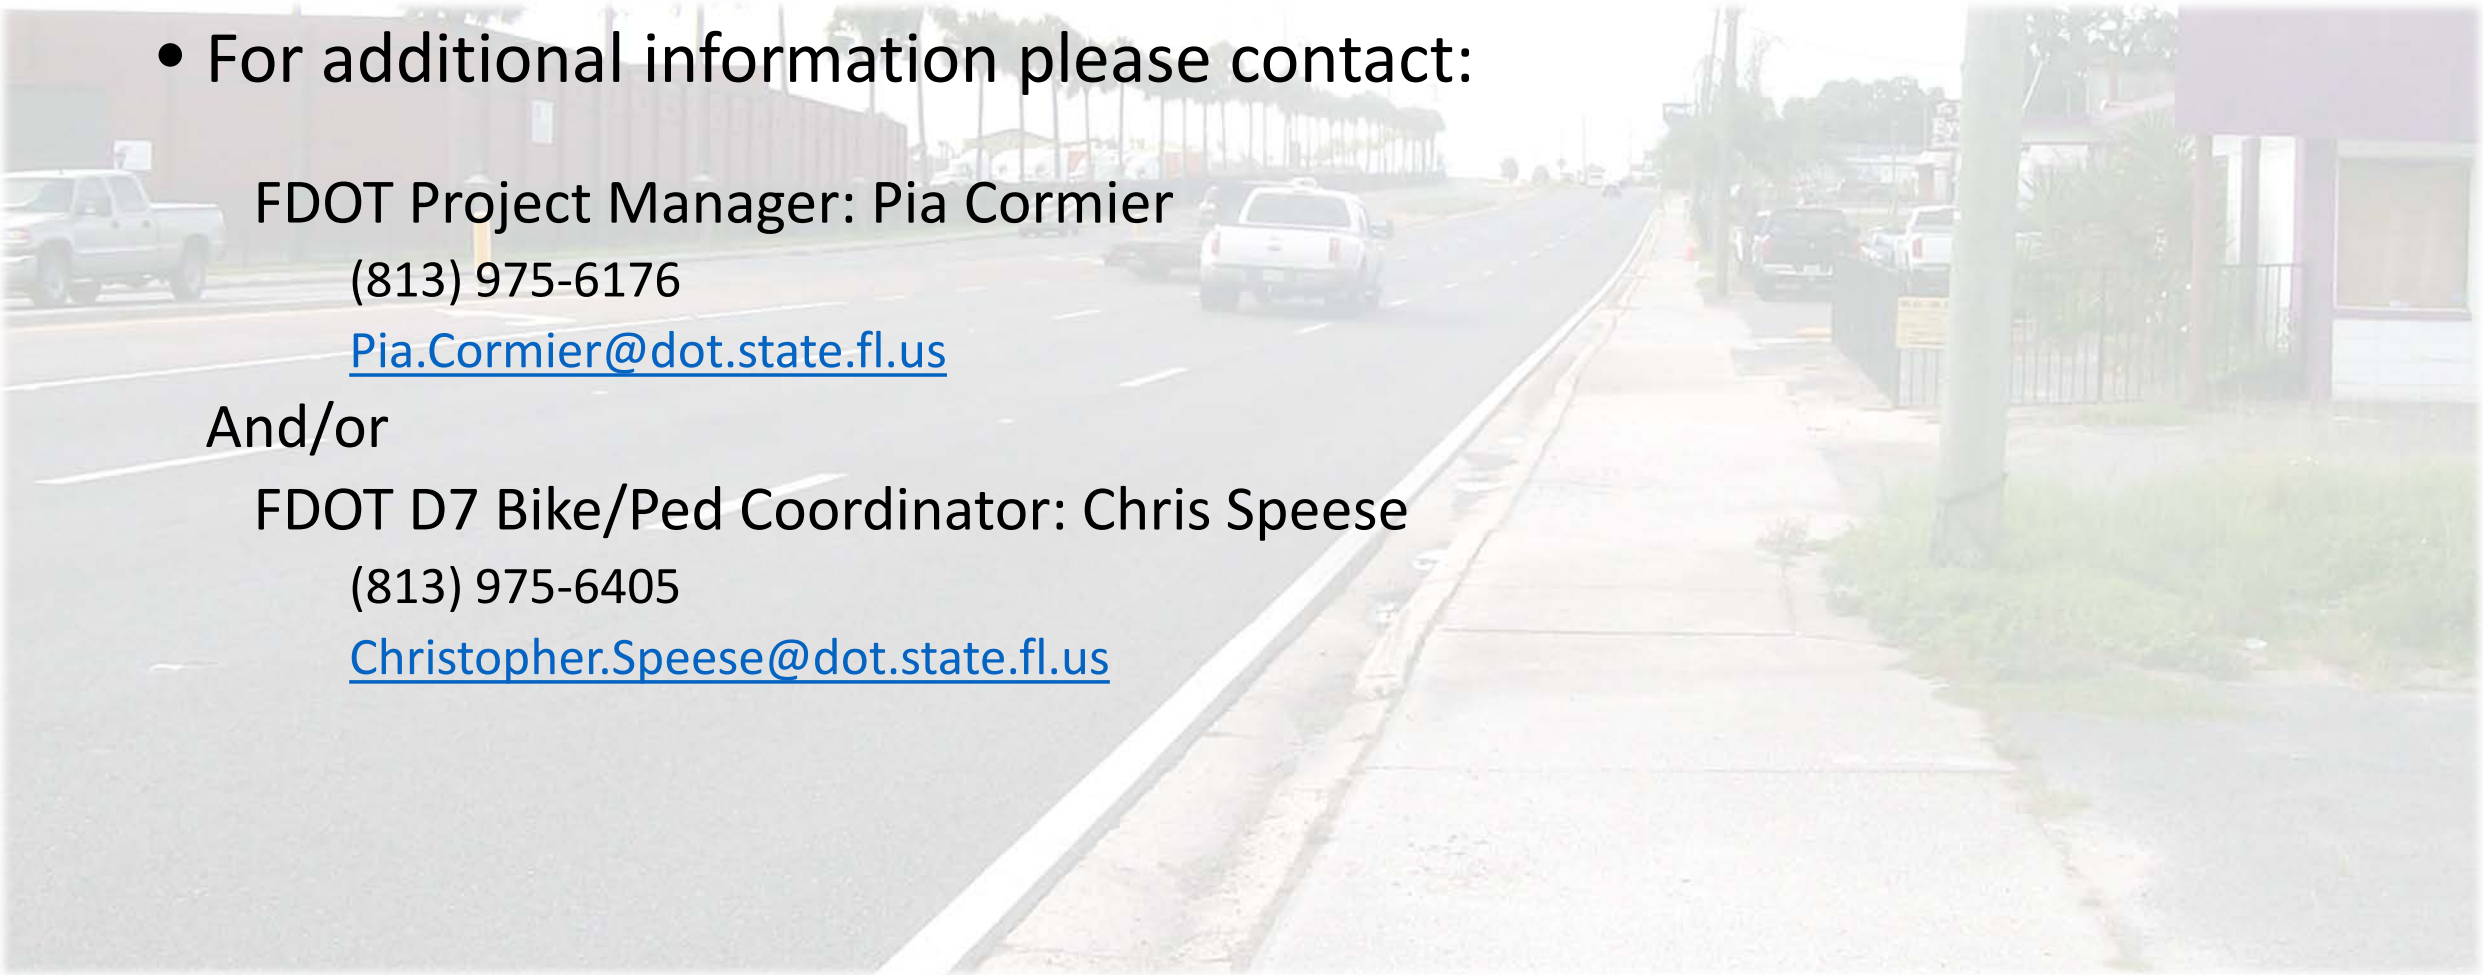 • For additional information please contact:
FDOT Project Manager: Pia Cormier
(813) 975-6176
Pia.Cormier@dot.state.fl.us
And/or
FDOT D7 Bike/Ped Coordinator: Chris Speese
(813) 975-6405
Christopher.Speese@dot.state.fl.us